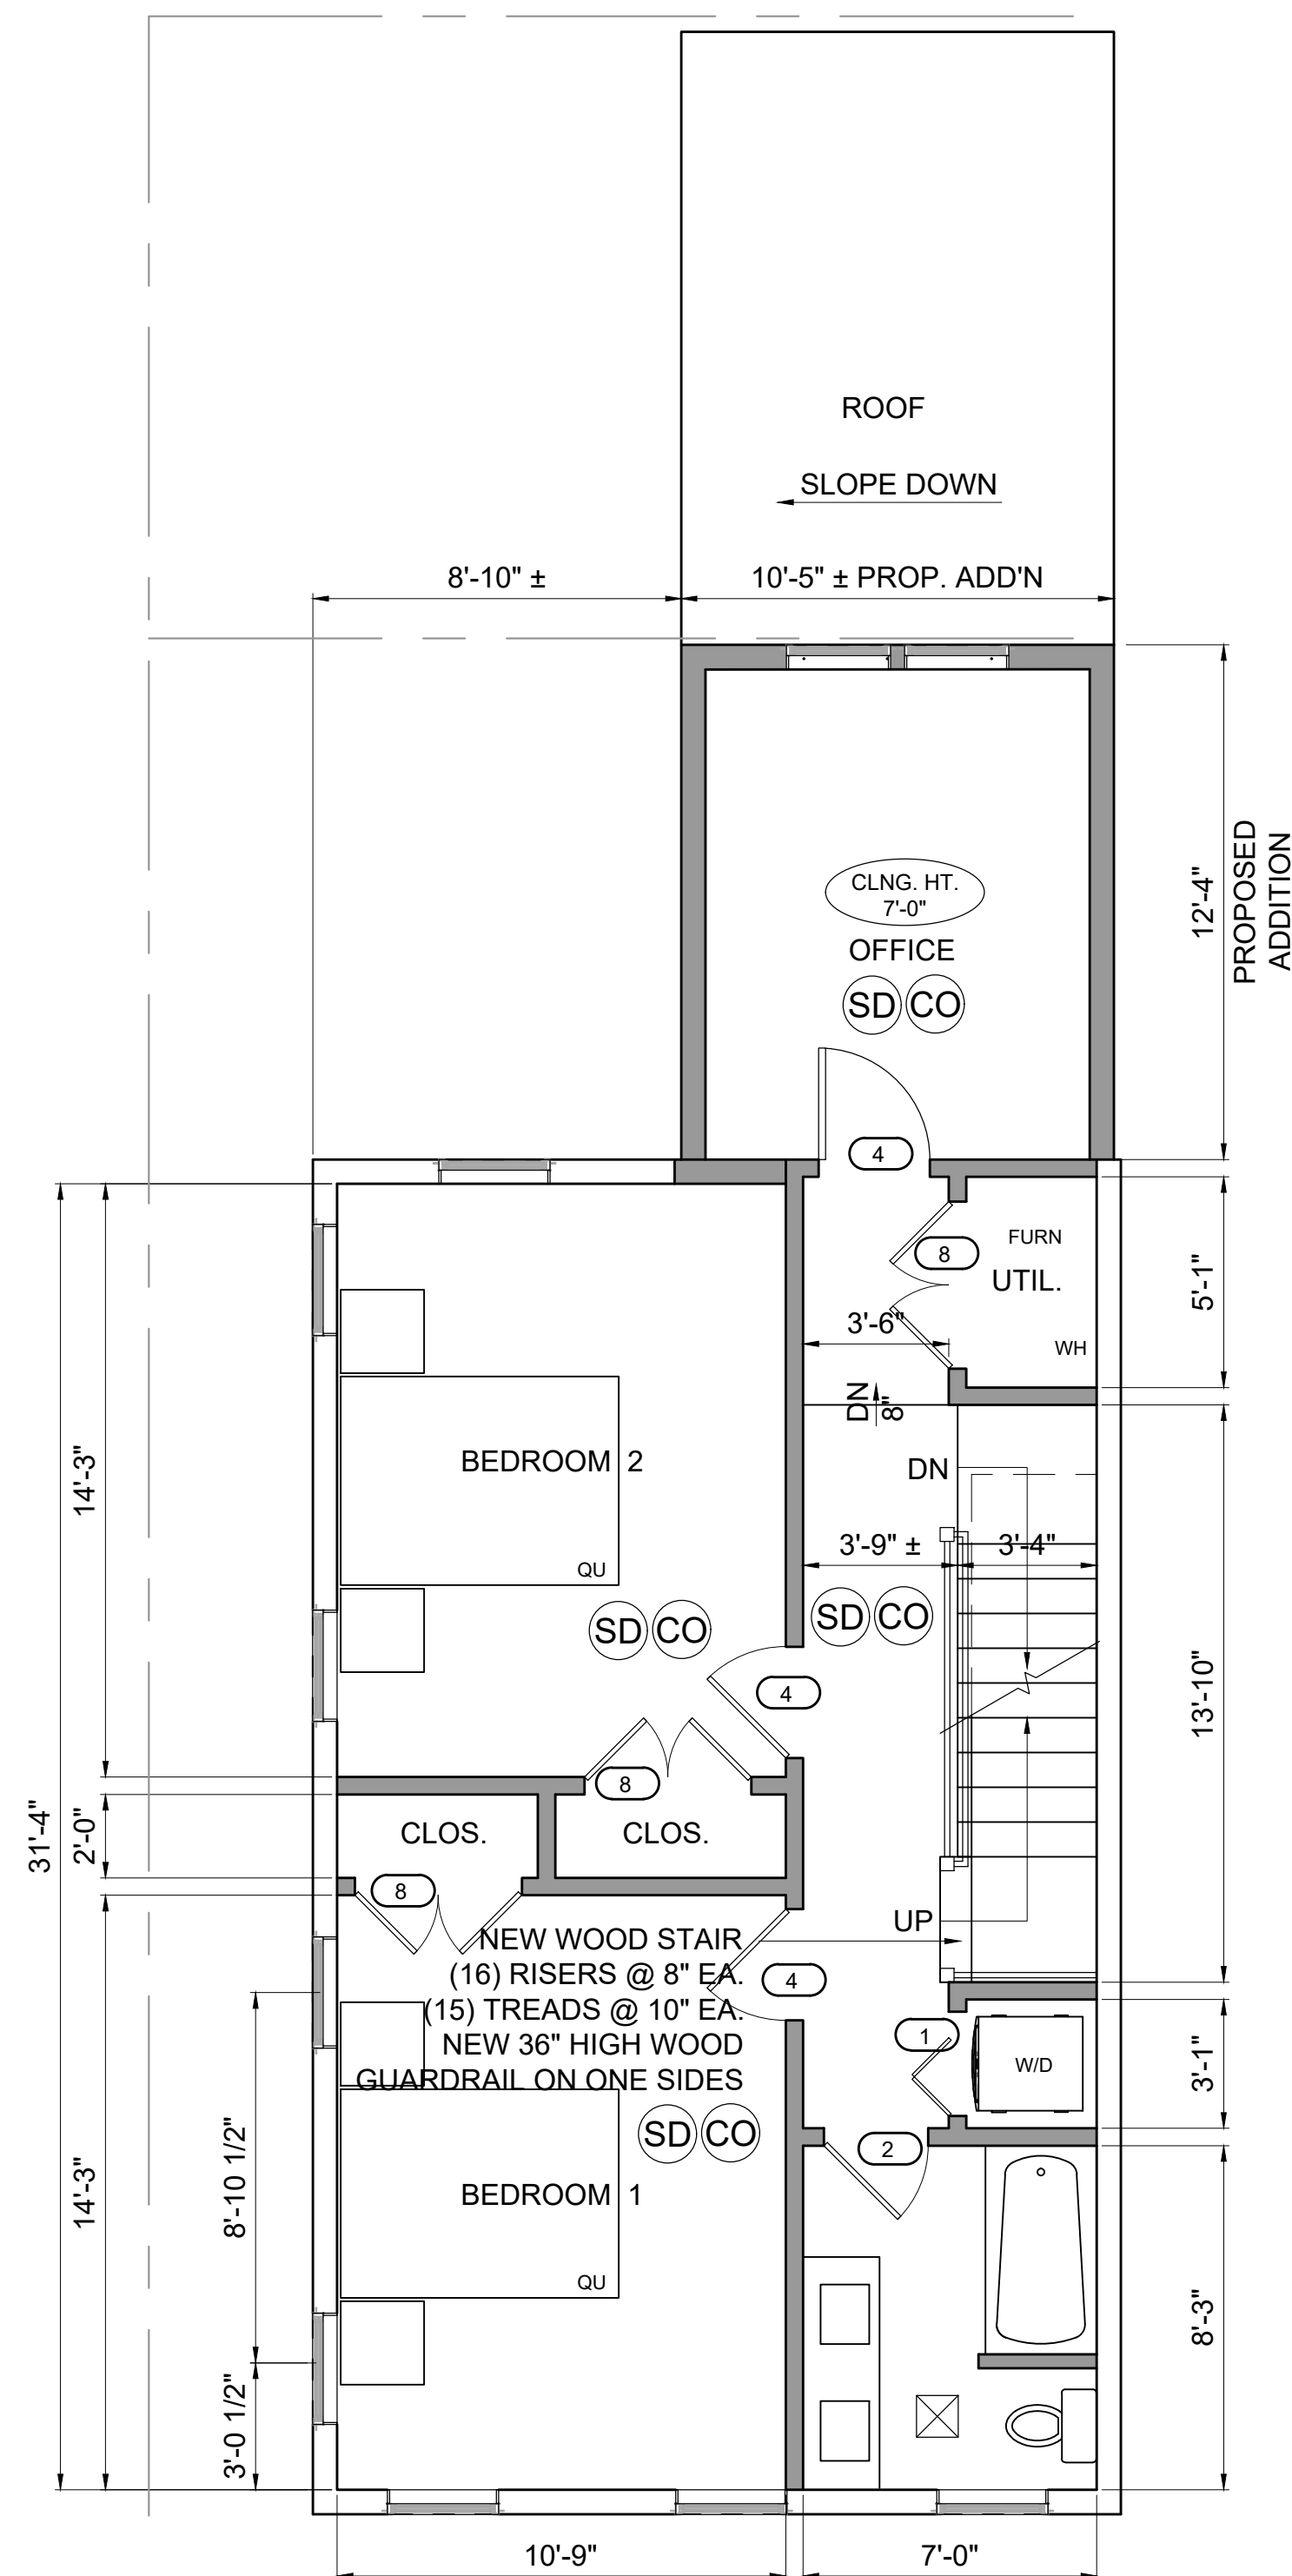 ROOF
SLOPE DOWN
8'-10" ±
10'-5" ± PROP. ADD'N
CLNG. HT.
7'-0"
OFFICE
SD CO
12'-4"
PROPOSED
ADDITION
4
8
FURN
UTIL.
WH
5'-1"
3'-6"
DN
8"
DN
3'-9" ±
3'-4"
SD CO
BEDROOM 2
QU
SD CO
4
14'-3"
13'-10"
8
CLOS.
CLOS.
8
31'-4"
2'-0"
UP
NEW WOOD STAIR
(16) RISERS @ 8" EA.
(15) TREADS @ 10" EA.
NEW 36" HIGH WOOD
GUARDRAIL ON ONE SIDES
4
1
W/D
3'-1"
SD CO
2
BEDROOM 1
QU
14'-3"
8'-10 1/2"
3'-0 1/2"
8'-3"
10'-9"
7'-0"